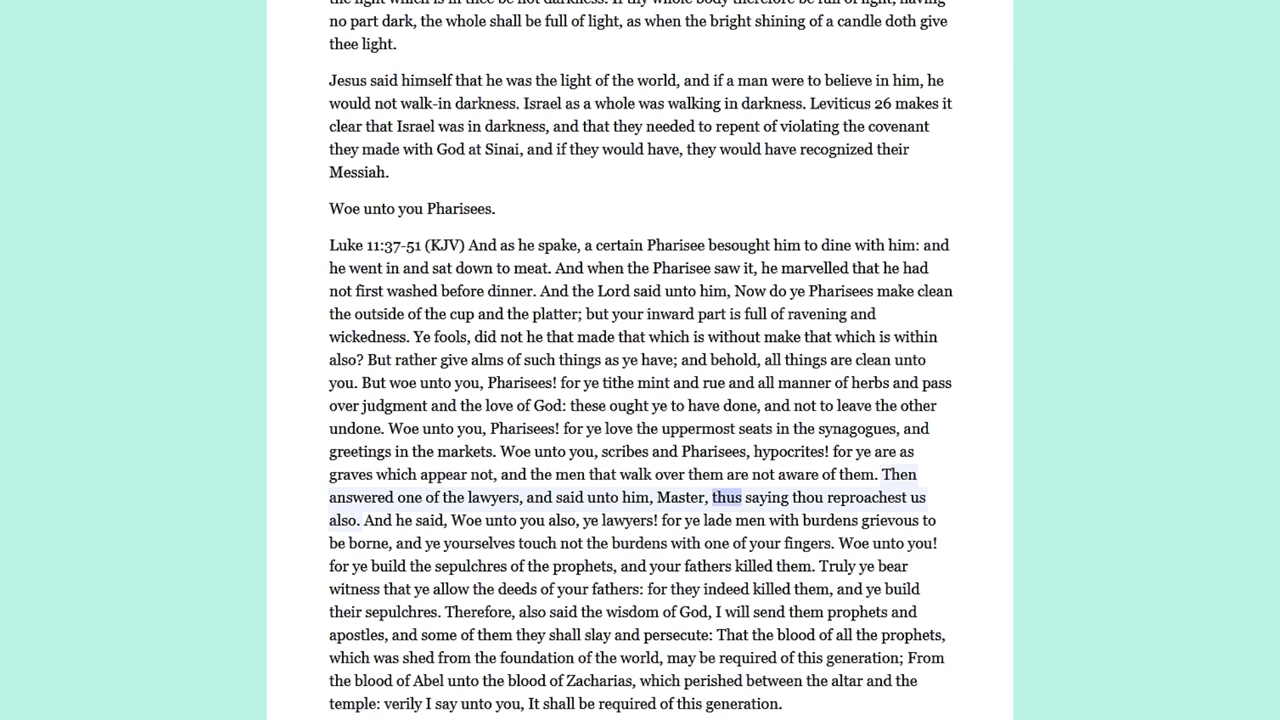 the light which is in thee be not darkness. If thy whole body therefore be full of light, having
no part dark, the whole shall be full of light, as when the bright shining of a candle doth give
thee light.
Jesus said himself that he was the light of the world, and if a man were to believe in him, he
would not walk-in darkness. Israel as a whole was walking in darkness. Leviticus 26 makes it
clear that Israel was in darkness, and that they needed to repent of violating the covenant
they made with God at Sinai, and if they would have, they would have recognized their
Messiah.
Woe unto you Pharisees.
Luke 11:37-51 (KJV) And as he spake, a certain Pharisee besought him to dine with him: and
he went in and sat down to meat. And when the Pharisee saw it, he marvelled that he had
not first washed before dinner. And the Lord said unto him, Now do ye Pharisees make clean
the outside of the cup and the platter; but your inward part is full of ravening and
wickedness. Ye fools, did not he that made that which is without make that which is within
also? But rather give alms of such things as ye have; and behold, all things are clean unto
you. But woe unto you, Pharisees! for ye tithe mint and rue and all manner of herbs and pass
over judgment and the love of God: these ought ye to have done, and not to leave the other
undone. Woe unto you, Pharisees! for ye love the uppermost seats in the synagogues, and
greetings in the markets. Woe unto you, scribes and Pharisees, hypocrites! for ye are as
graves which appear not, and the men that walk over them are not aware of them. Then
answered one of the lawyers, and said unto him, Master, thus saying thou reproachest us
also. And he said, Woe unto you also, ye lawyers! for ye lade men with burdens grievous to
be borne, and ye yourselves touch not the burdens with one of your fingers. Woe unto you!
for ye build the sepulchres of the prophets, and your fathers killed them. Truly ye bear
witness that ye allow the deeds of your fathers: for they indeed killed them, and ye build
their sepulchres. Therefore, also said the wisdom of God, I will send them prophets and
apostles, and some of them they shall slay and persecute: That the blood of all the prophets,
which was shed from the foundation of the world, may be required of this generation; From
the blood of Abel unto the blood of Zacharias, which perished between the altar and the
temple: verily I say unto you, It shall be required of this generation.